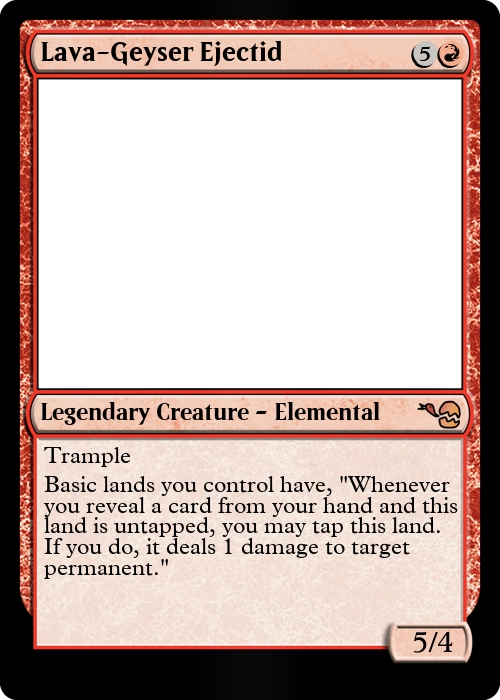 Lava-Geyser Ejectid 5
Legendary Creature - Elemental
Trample
Basic lands you control have, "Whenever
you reveal a card from your hand and this
land is untapped, you may tap this land.
If you do, it deals 1 damage to target
permanent."
5/4